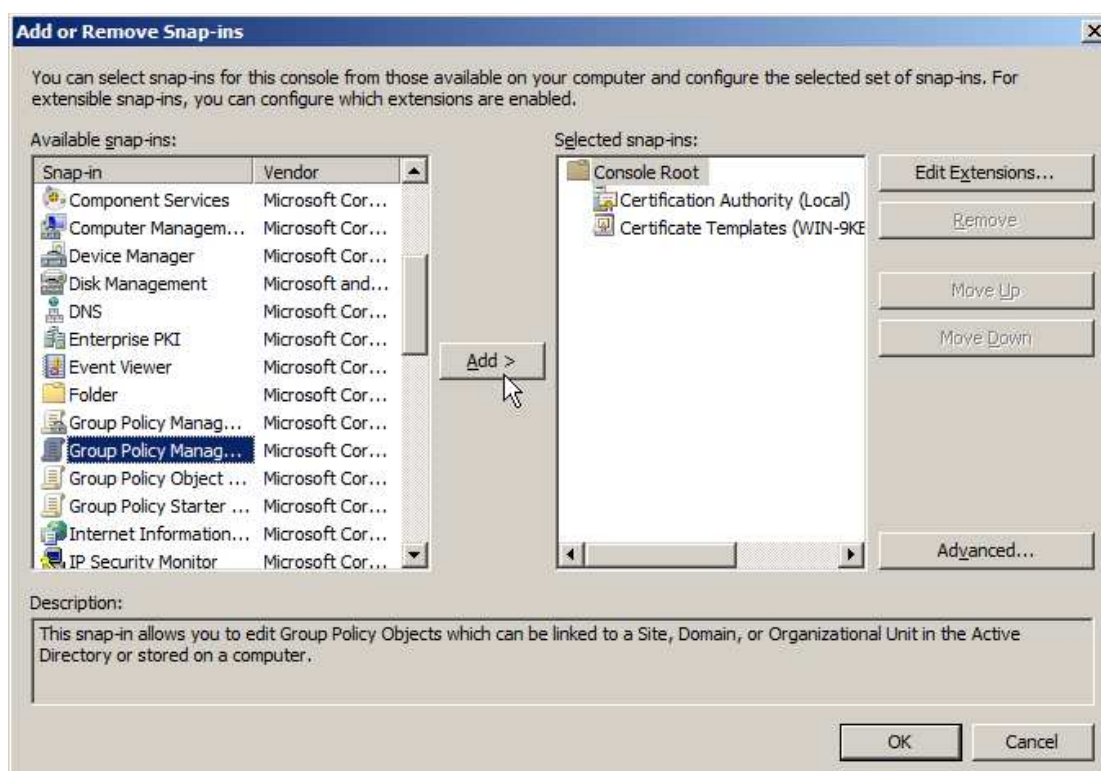 Add or Remove Snap-ins
You can select snap-ins for this console from those available on your computer and configure the selected set of snap-ins. For
extensible snap-ins, you can configure which extensions are enabled.
Available snap-ins:
Snap-in Vendor
Component Services Microsoft Cor...
Computer Managem... Microsoft Cor...
Device Manager Microsoft Cor...
Disk Management Microsoft and...
DNS Microsoft Cor...
Enterprise PKI Microsoft Cor...
Event Viewer Microsoft Cor...
Folder Microsoft Cor...
Group Policy Manag... Microsoft Cor...
Group Policy Manag... Microsoft Cor...
Group Policy Object ... Microsoft Cor...
Group Policy Starter ... Microsoft Cor...
Internet Information... Microsoft Cor...
IP Security Monitor Microsoft Cor...
Add >
Selected snap-ins:
Console Root
Certification Authority (Local)
Certificate Templates (WIN-9KE
Edit Extensions...
Remove
Move Up
Move Down
Advanced...
Description:
This snap-in allows you to edit Group Policy Objects which can be linked to a Site, Domain, or Organizational Unit in the Active
Directory or stored on a computer.
OK Cancel